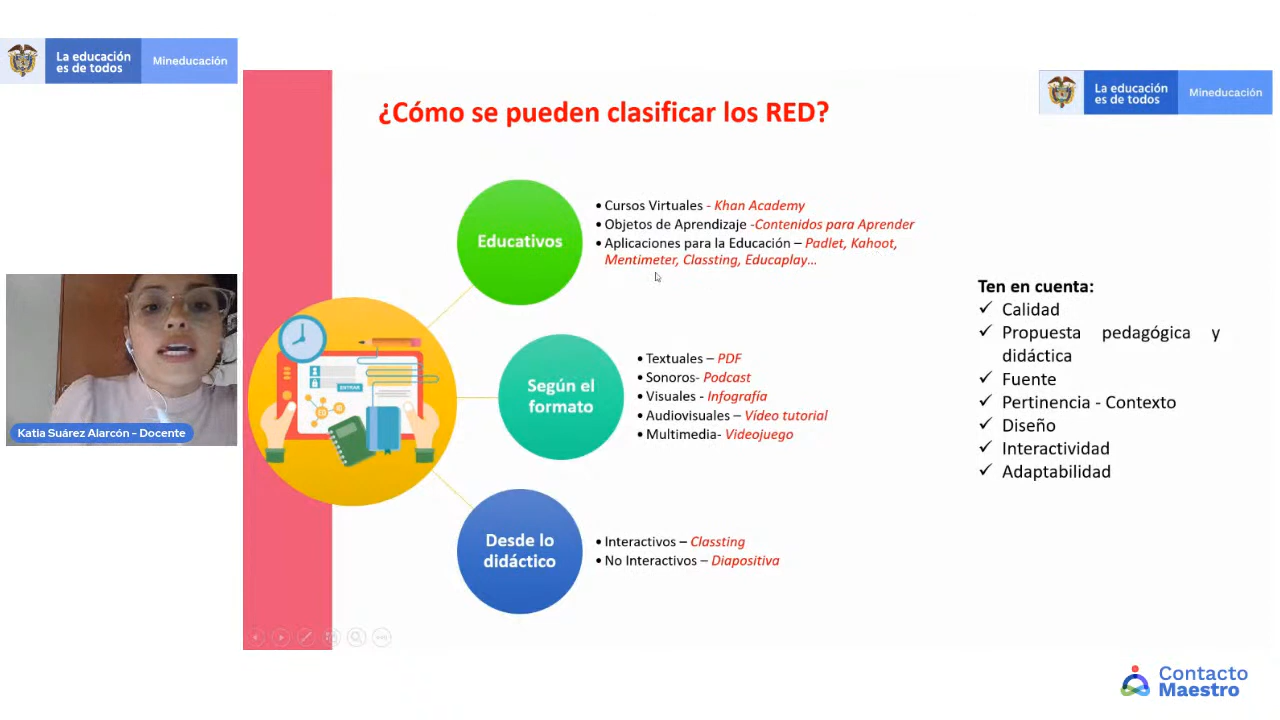 La educación
es de todos
Mineducación
La educación
es de todos
Mineducación
¿Cómo se pueden clasificar los RED?
Educativos
• Cursos Virtuales - Khan Academy
• Objetos de Aprendizaje -Contenidos para Aprender
• Aplicaciones para la Educación – Padlet, Kahoot,
Mentimeter, Classting, Educaplay...
Según el
formato
• Textuales – PDF
• Sonoros- Podcast
• Visuales - Infografía
• Audiovisuales – Vídeo tutorial
• Multimedia- Videojuego
Desde lo
didáctico
• Interactivos – Classting
• No Interactivos – Diapositiva
ENTRAR
Ten en cuenta:
✓ Calidad
✓ Propuesta pedagógica y
didáctica
✓ Fuente
✓ Pertinencia - Contexto
✓ Diseño
✓ Interactividad
✓ Adaptabilidad
Katia Suárez Alarcón – Docente
Contacto
Maestro